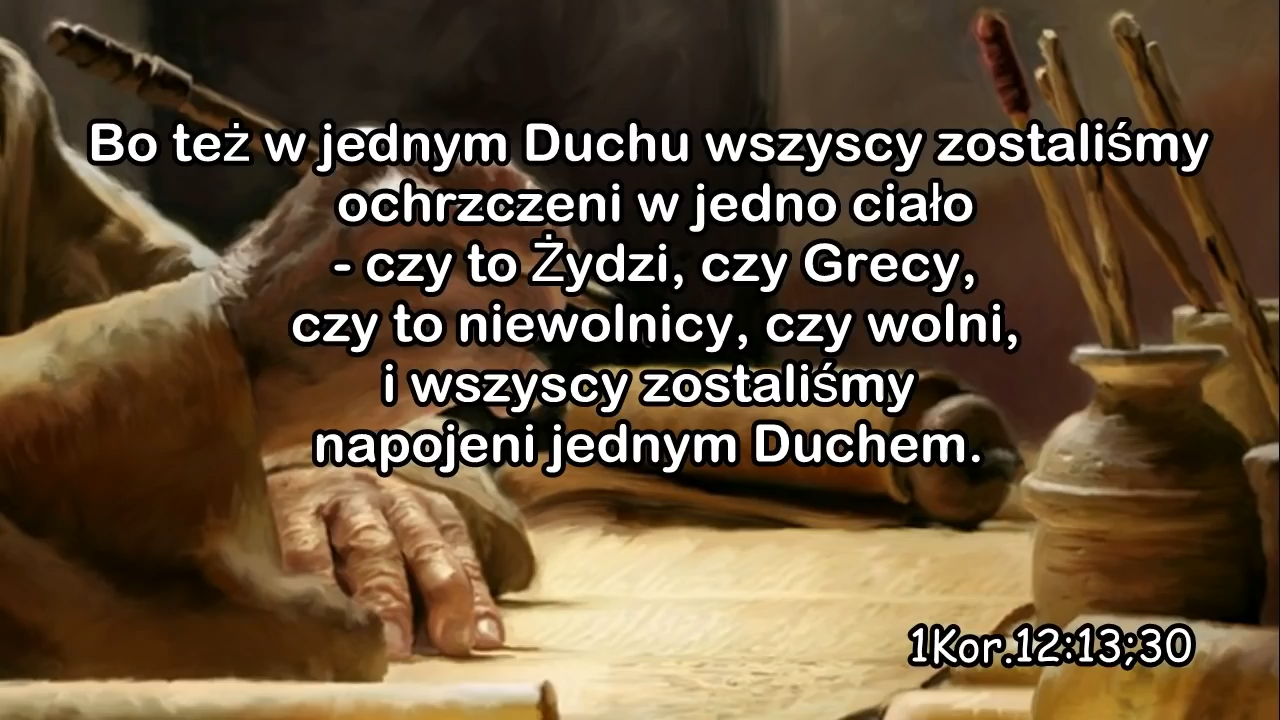 Bo też w jednym Duchu wszyscy zostaliśmy
ochrzczeni w jedno ciało
- czy to Żydzi, czy Grecy,
czy to niewolnicy, czy wolni,
i wszyscy zostaliśmy
napojeni jednym Duchem.
1Kor.12:13;30